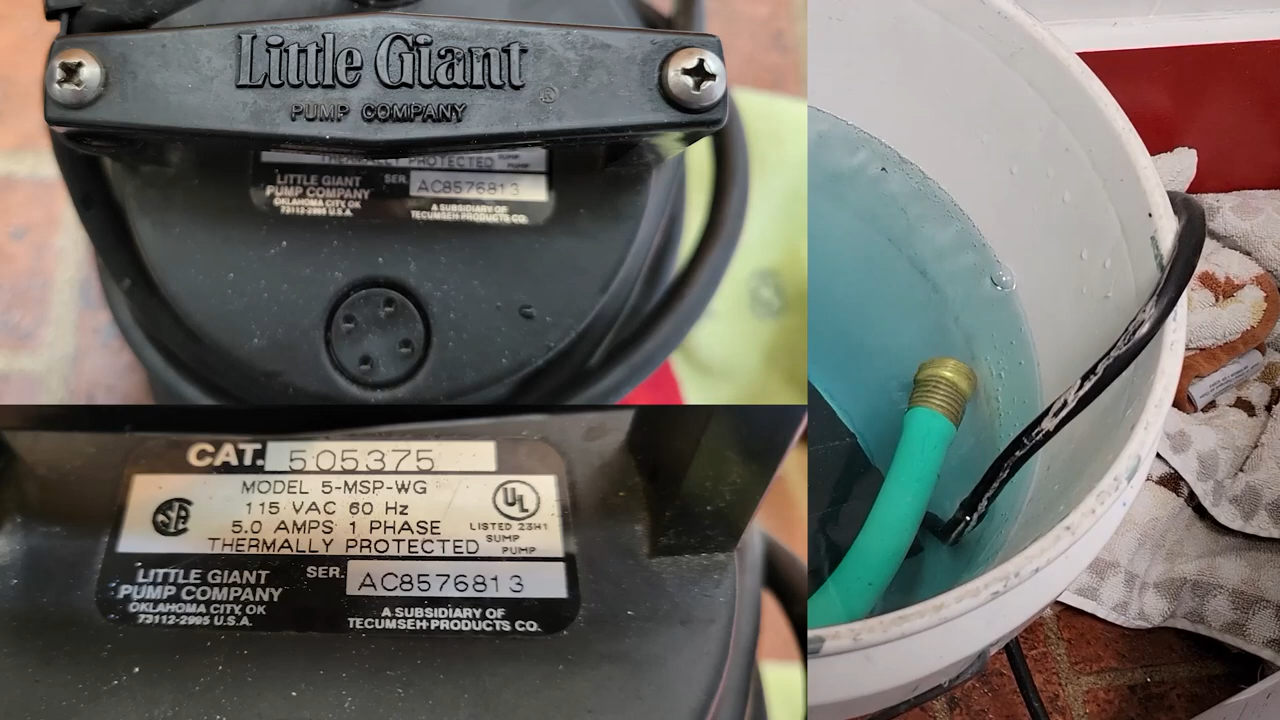 Little Giant ®
PUMP COMPANY
THERMALLY PROTECTED SUMP PUMP
LITTLE GIANT
PUMP COMPANY
OKLAHOMA CITY, OK
73112-2995 U.S.A.
SER. AC8576813
A SUBSIDIARY OF
TECUMSEH PRODUCTS CO.
CAT. 505375
MODEL 5-MSP-WG
115 VAC 60 Hz
5.0 AMPS 1 PHASE
THERMALLY PROTECTED
SA
UL
LISTED 23H1
SUMP
PUMP
LITTLE GIANT
PUMP COMPANY
OKLAHOMA CITY, OK
73112-2995 U.S.A.
SER. AC8576813
A SUBSIDIARY OF
TECUMSEH PRODUCTS CO.